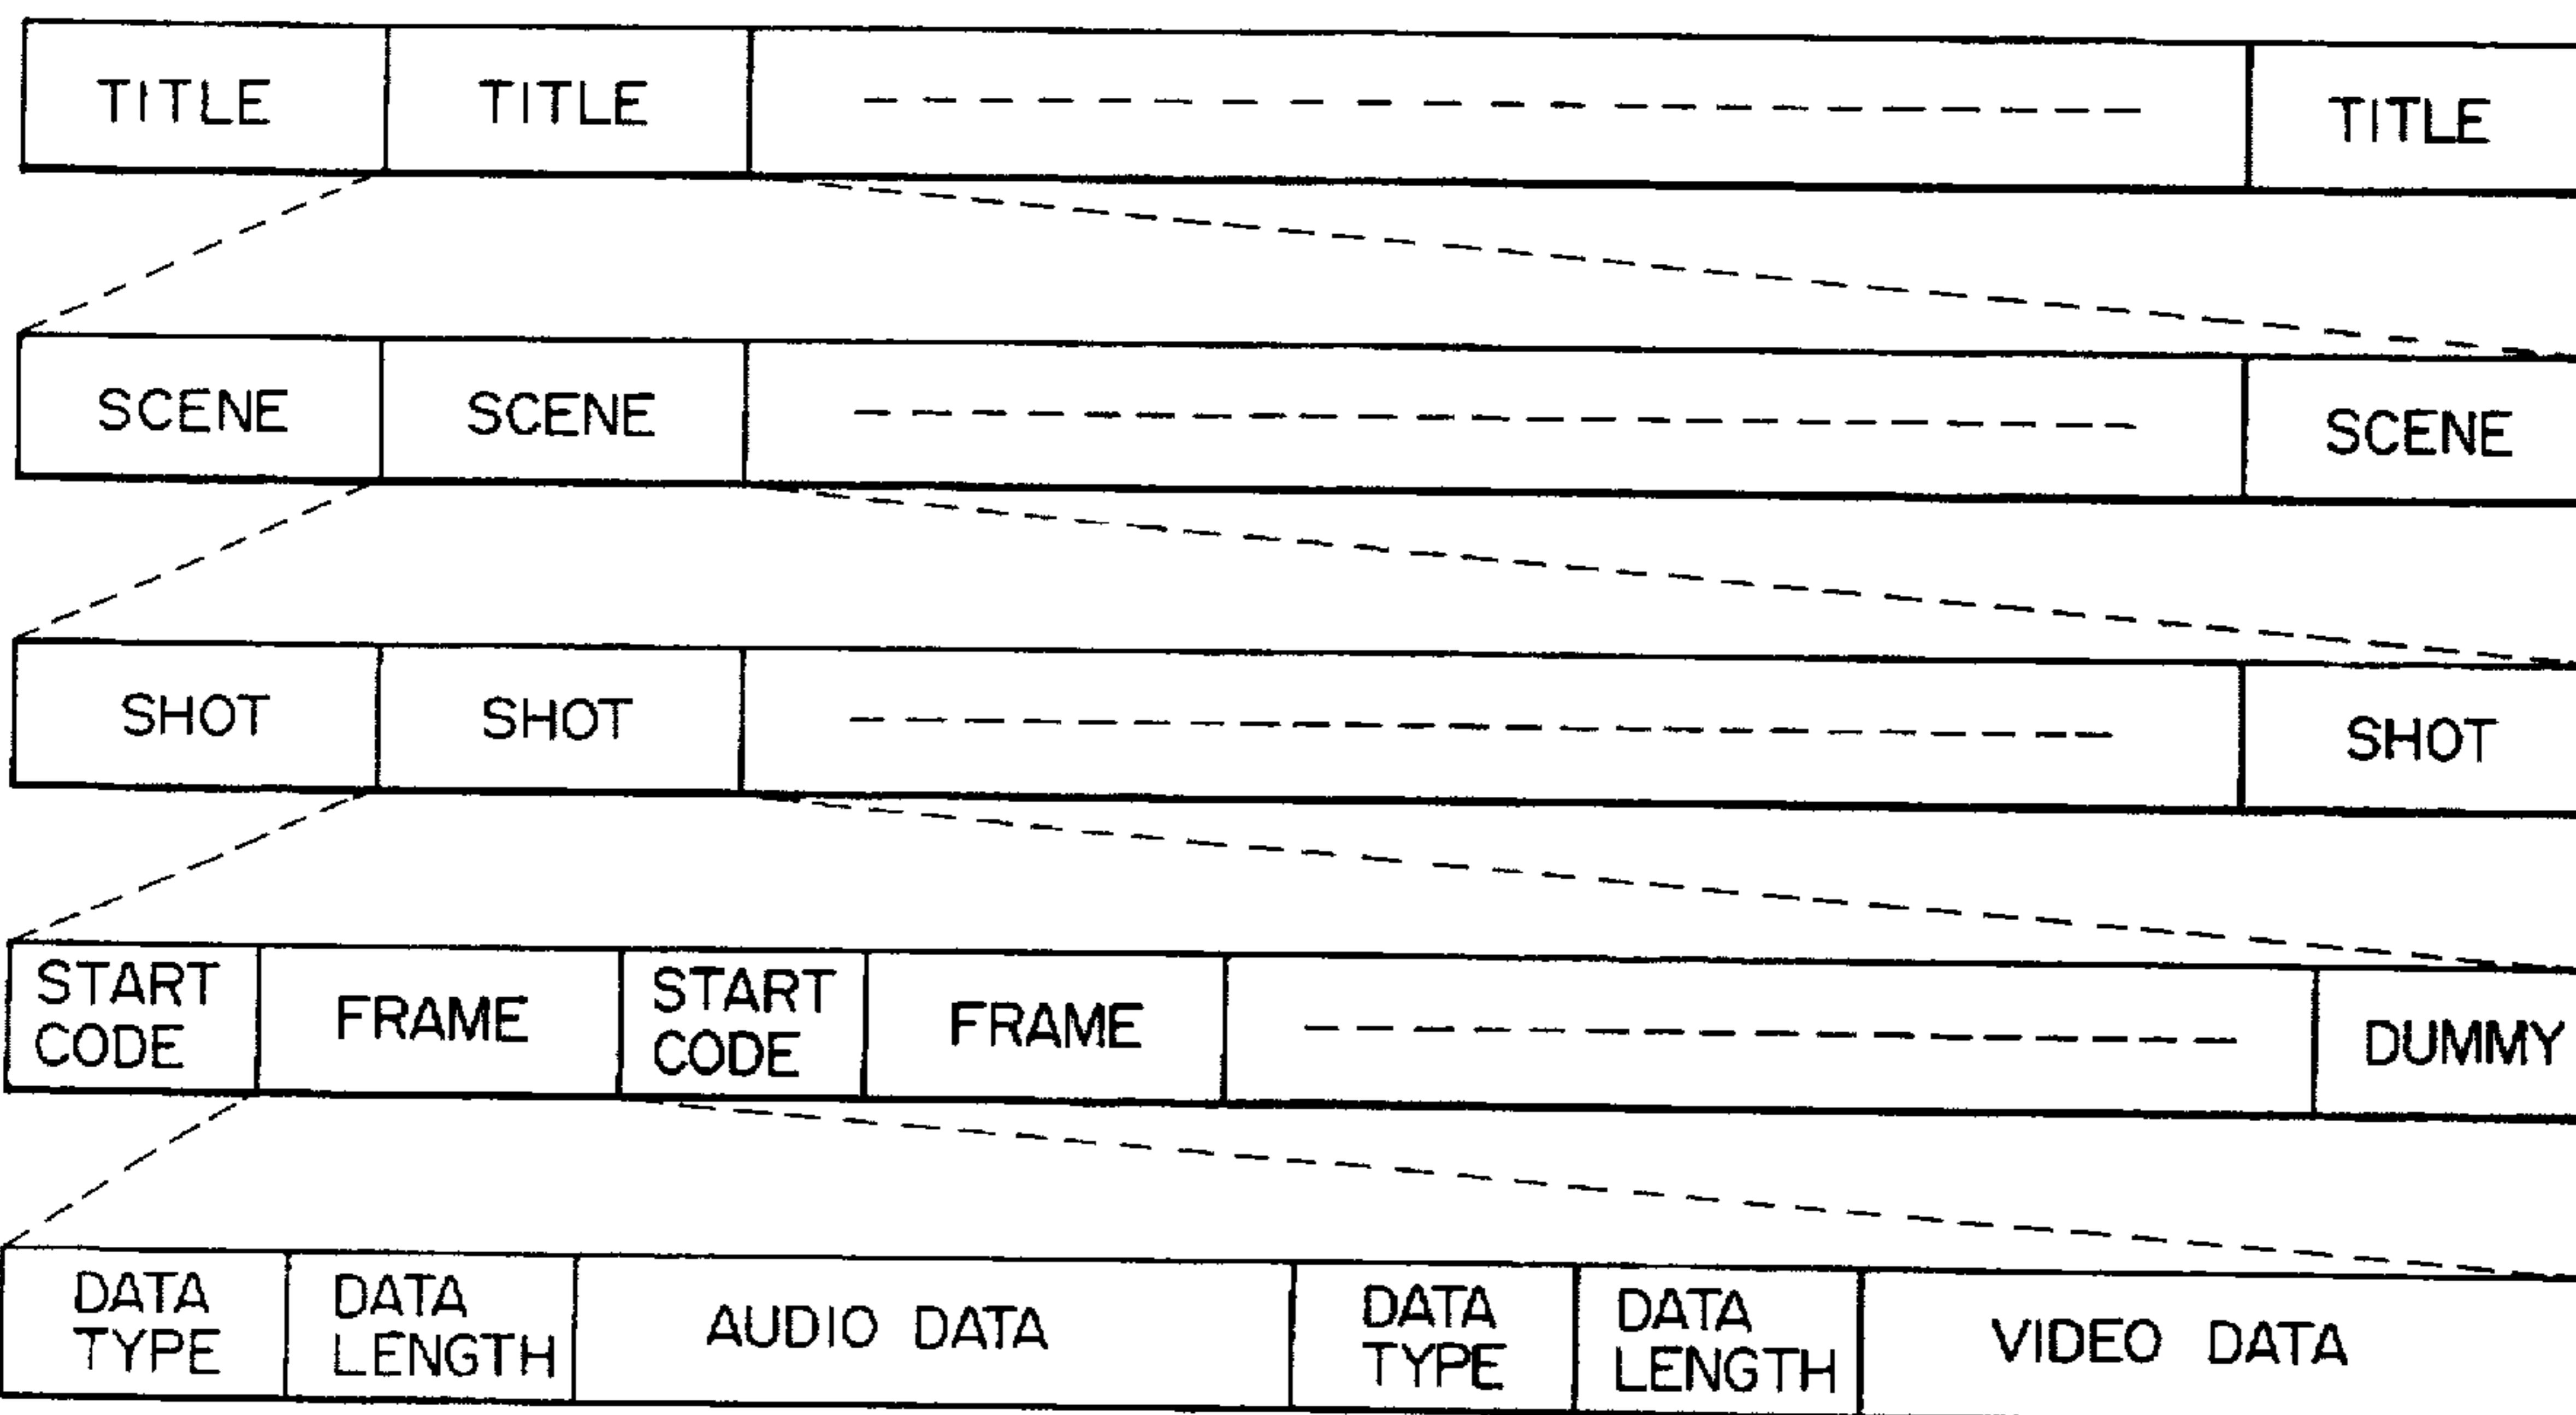 TITLE TITLE TITLE
SCENE SCENE SCENE
SHOT SHOT SHOT
START CODE FRAME START CODE FRAME DUMMY
DATA TYPE DATA LENGTH AUDIO DATA DATA TYPE DATA LENGTH VIDEO DATA